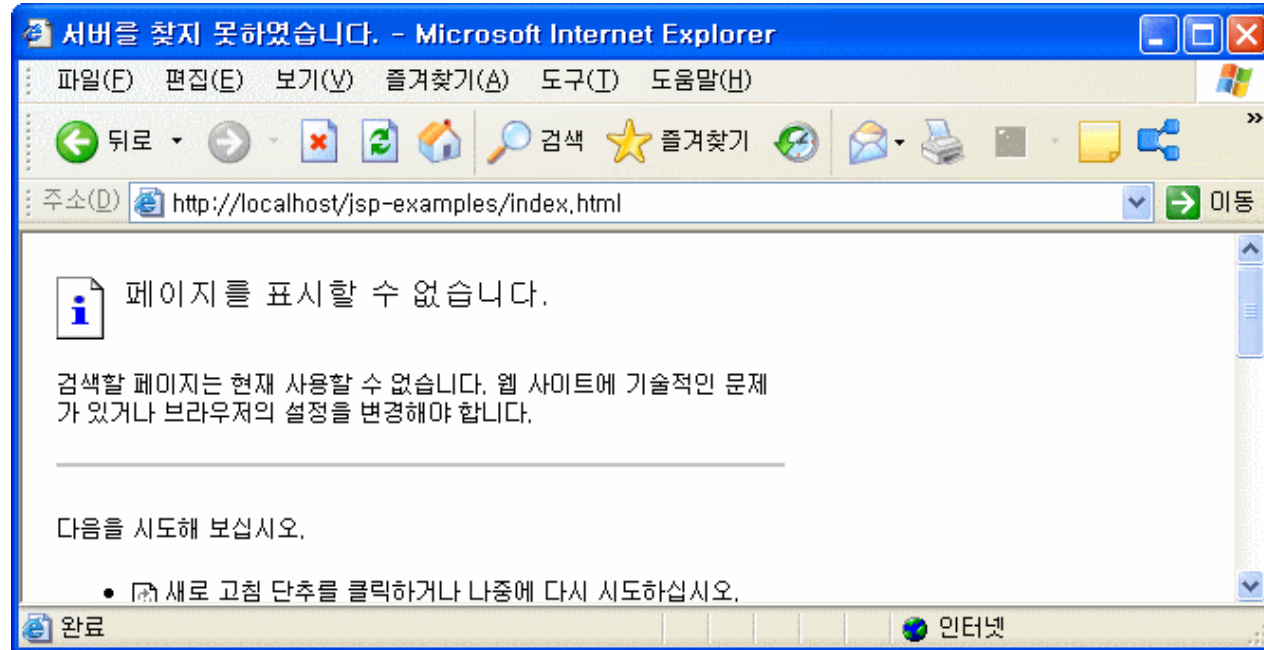 서버를 찾지 못하였습니다. - Microsoft Internet Explorer
파일(F) 편집(E) 보기(V) 즐겨찾기(A) 도구(T) 도움말(H)
뒤로 검색 즐겨찾기 »
주소(D) http://localhost/jsp-examples/index.html 이동
페이지를 표시할 수 없습니다.
검색할 페이지는 현재 사용할 수 없습니다. 웹 사이트에 기술적인 문제
가 있거나 브라우저의 설정을 변경해야 합니다.
다음을 시도해 보십시오.
• 새로 고침 단추를 클릭하거나 나중에 다시 시도하십시오.
완료 인터넷